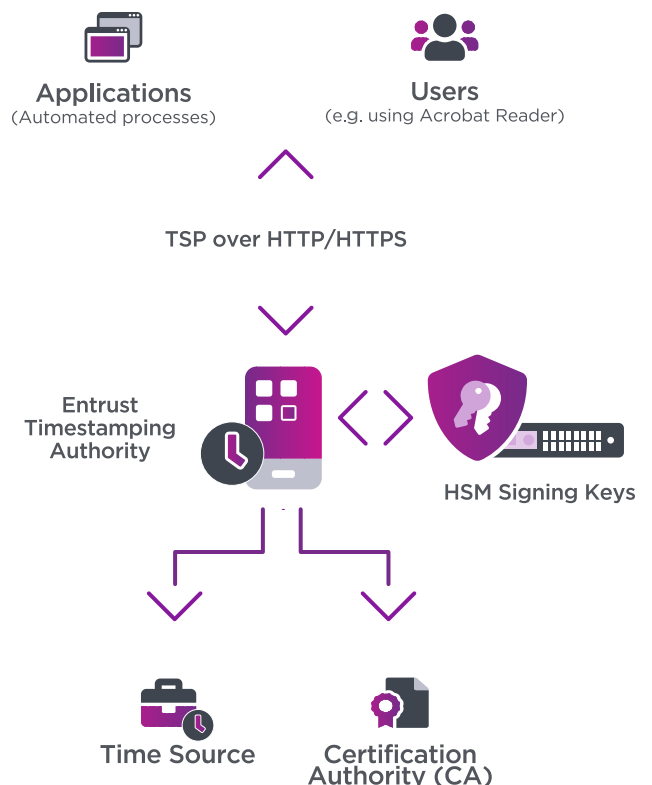 Applications
(Automated processes)
Users
(e.g. using Acrobat Reader)
TSP over HTTP/HTTPS
Entrust
Timestamping
Authority
HSM Signing Keys
Time Source
Certification
Authority (CA)